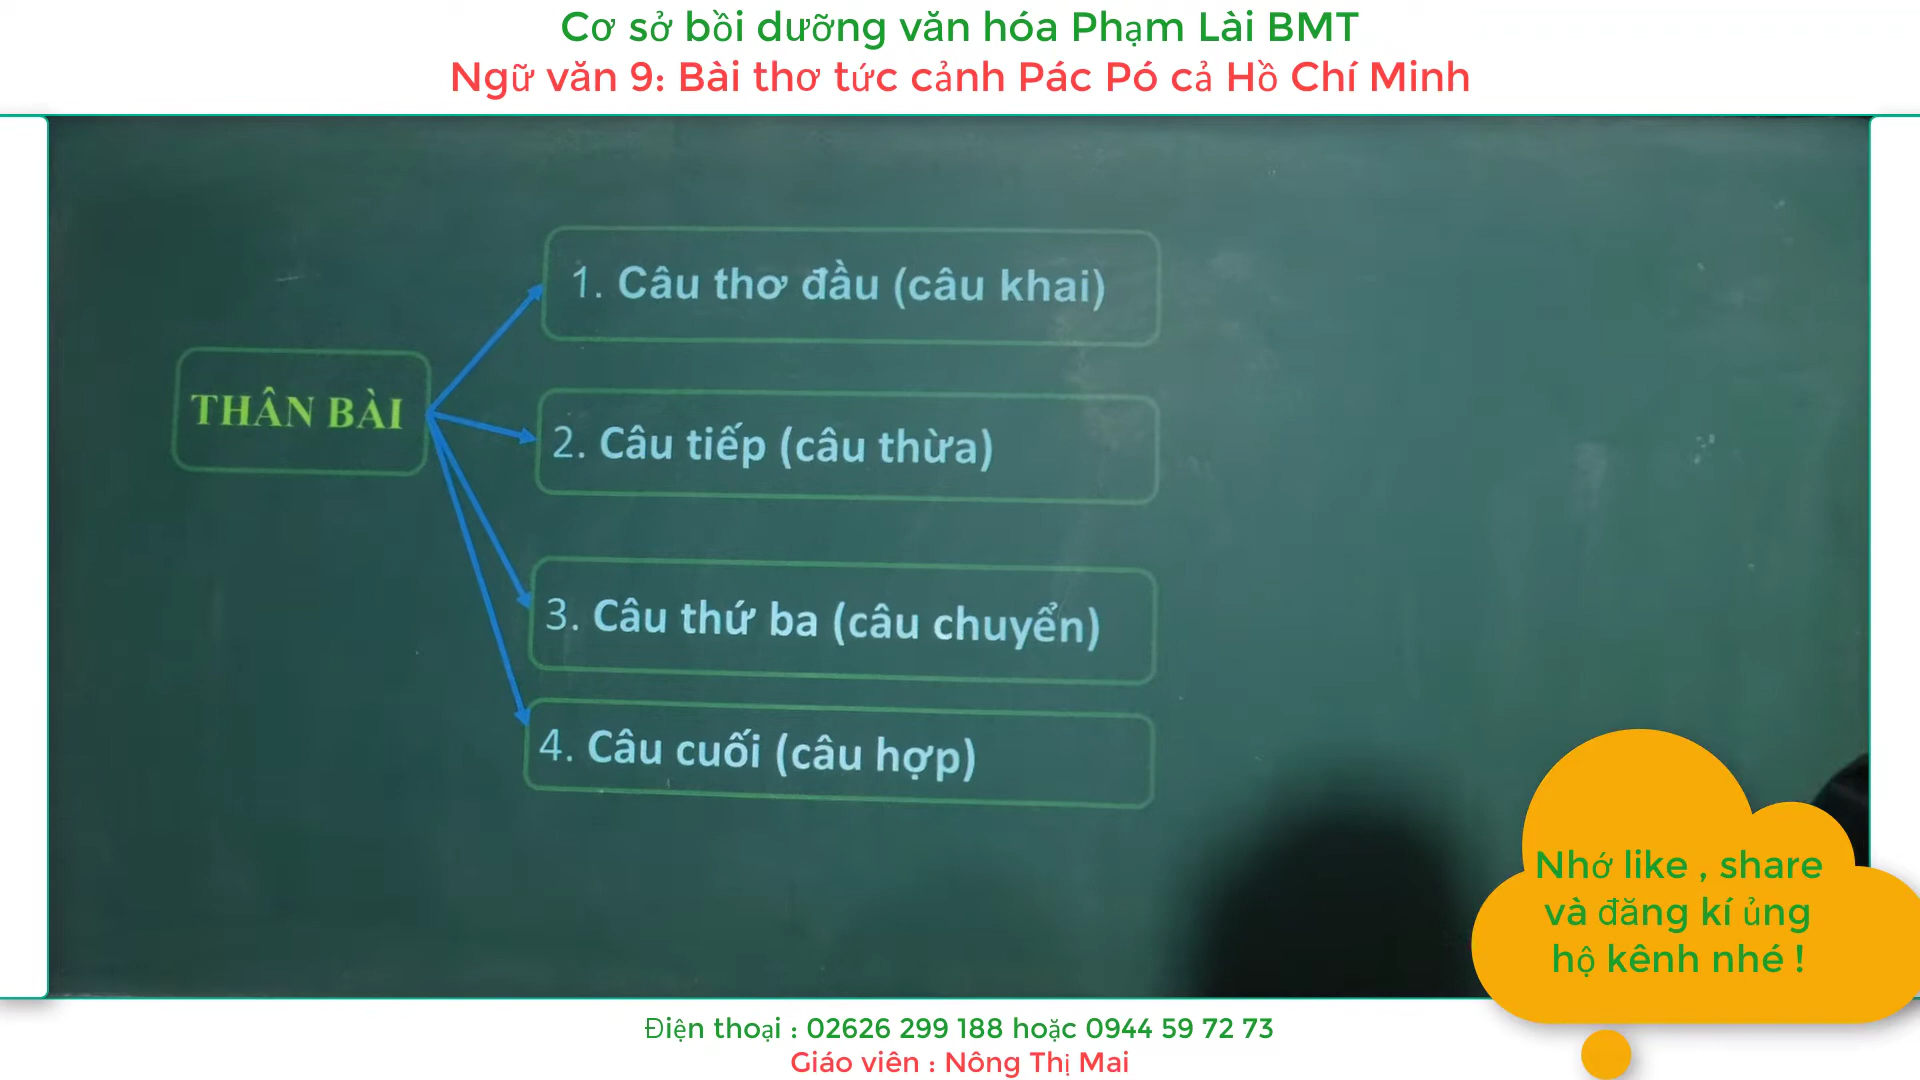 Cơ sở bồi dưỡng văn hóa Phạm Lài BMT
Ngữ văn 9: Bài thơ tức cảnh Pác Pó cả Hồ Chí Minh
THÂN BÀI
1. Câu thơ đầu (câu khai)
2. Câu tiếp (câu thừa)
3. Câu thứ ba (câu chuyển)
4. Câu cuối (câu hợp)
Nhớ like , share
và đăng kí ủng
hộ kênh nhé !
Điện thoại : 02626 299 188 hoặc 0944 59 72 73
Giáo viên : Nông Thị Mai